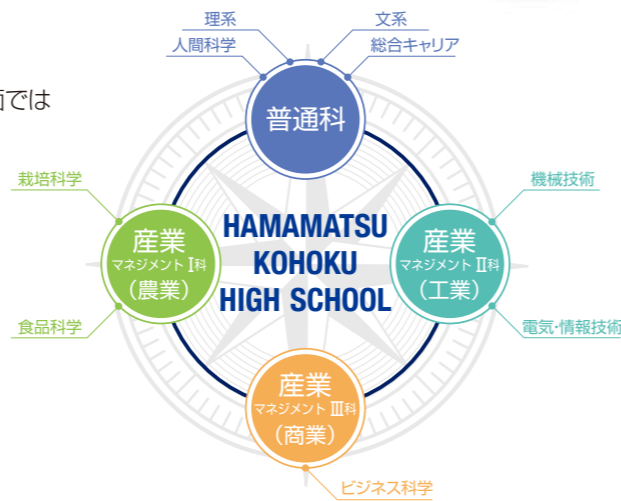 理系
文系
人間科学
総合キャリア
面では
普通科
栽培科学
機械技術
HAMAMATSU
KOHOKU
HIGH SCHOOL
産業
マネジメント Ⅰ科
（農業）
産業
マネジメント Ⅱ科
（工業）
食品科学
電気・情報技術
産業
マネジメント Ⅲ科
（商業）
ビジネス科学